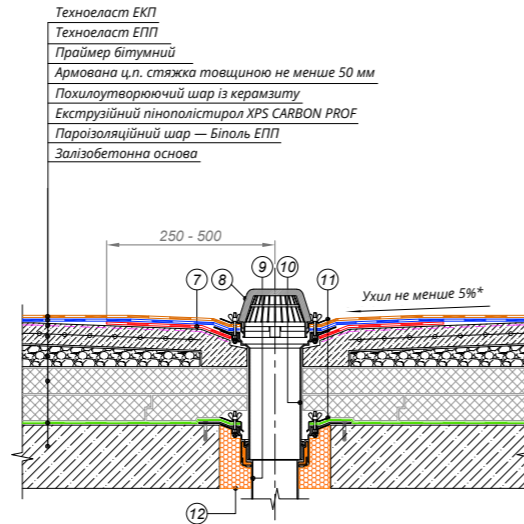 Техноеласт ЕКП
Техноеласт ЕПП
Праймер бітумний
Армована ц.п. стяжка товщиною не менше 50 мм
Похилоутворюючий шар із керамзиту
Екструзійний пінополістирол XPS CARBON PROF
Пароізоляційний шар — Біполь ЕПП
Залізобетонна основа
250 - 500
7 8 9 10 11
Ухил не менше 5%*
12